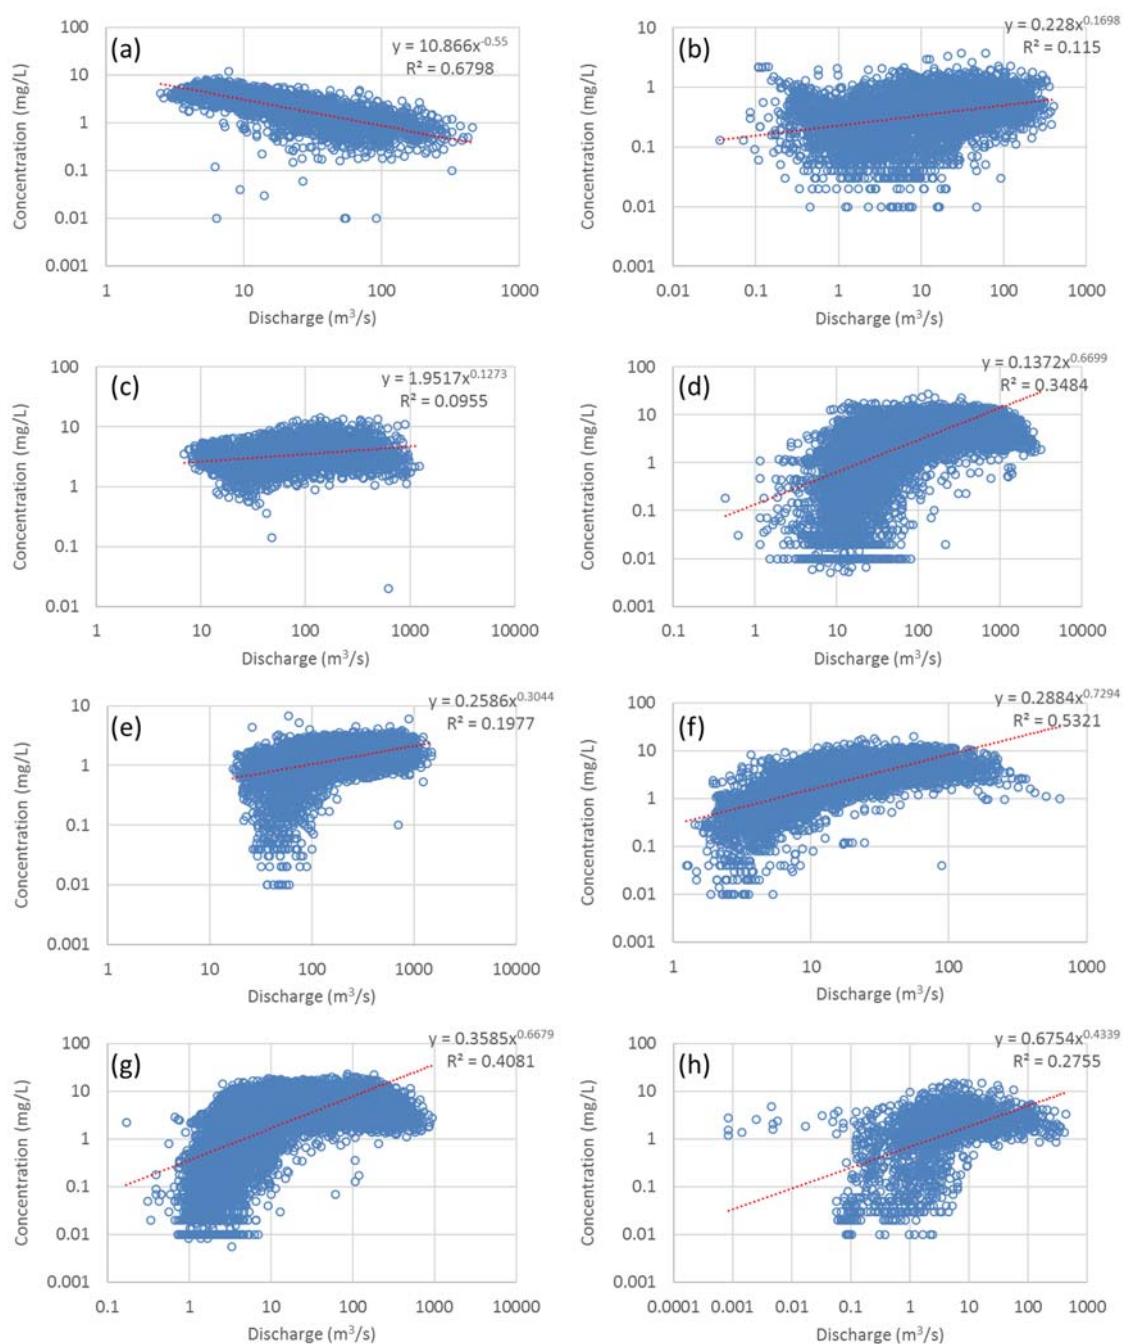 (a)
y = 10.866x^-0.55
R² = 0.6798
100
10
1
0.1
0.01
0.001
Concentration (mg/L)
1 10 100 1000
Discharge (m³/s)
(b)
y = 0.228x^0.1698
R² = 0.115
10
1
0.1
0.01
0.001
Concentration (mg/L)
0.01 0.1 1 10 100 1000
Discharge (m³/s)
(c)
y = 1.9517x^0.1273
R² = 0.0955
100
10
1
0.1
0.01
Concentration (mg/L)
1 10 100 1000 10000
Discharge (m³/s)
(d)
y = 0.1372x^0.6699
R² = 0.3484
100
10
1
0.1
0.01
0.001
Concentration (mg/L)
0.1 1 10 100 1000 10000
Discharge (m³/s)
(e)
y = 0.2586x^0.3044
R² = 0.1977
10
1
0.1
0.01
0.001
Concentration (mg/L)
1 10 100 1000 10000
Discharge (m³/s)
(f)
y = 0.2884x^0.7294
R² = 0.5321
100
10
1
0.1
0.01
0.001
Concentration (mg/L)
1 10 100 1000
Discharge (m³/s)
(g)
y = 0.3585x^0.6679
R² = 0.4081
100
10
1
0.1
0.01
0.001
Concentration (mg/L)
0.1 1 10 100 1000 10000
Discharge (m³/s)
(h)
y = 0.6754x^0.4339
R² = 0.2755
100
10
1
0.1
0.01
0.001
Concentration (mg/L)
0.0001 0.001 0.01 0.1 1 10 100 1000
Discharge (m³/s)